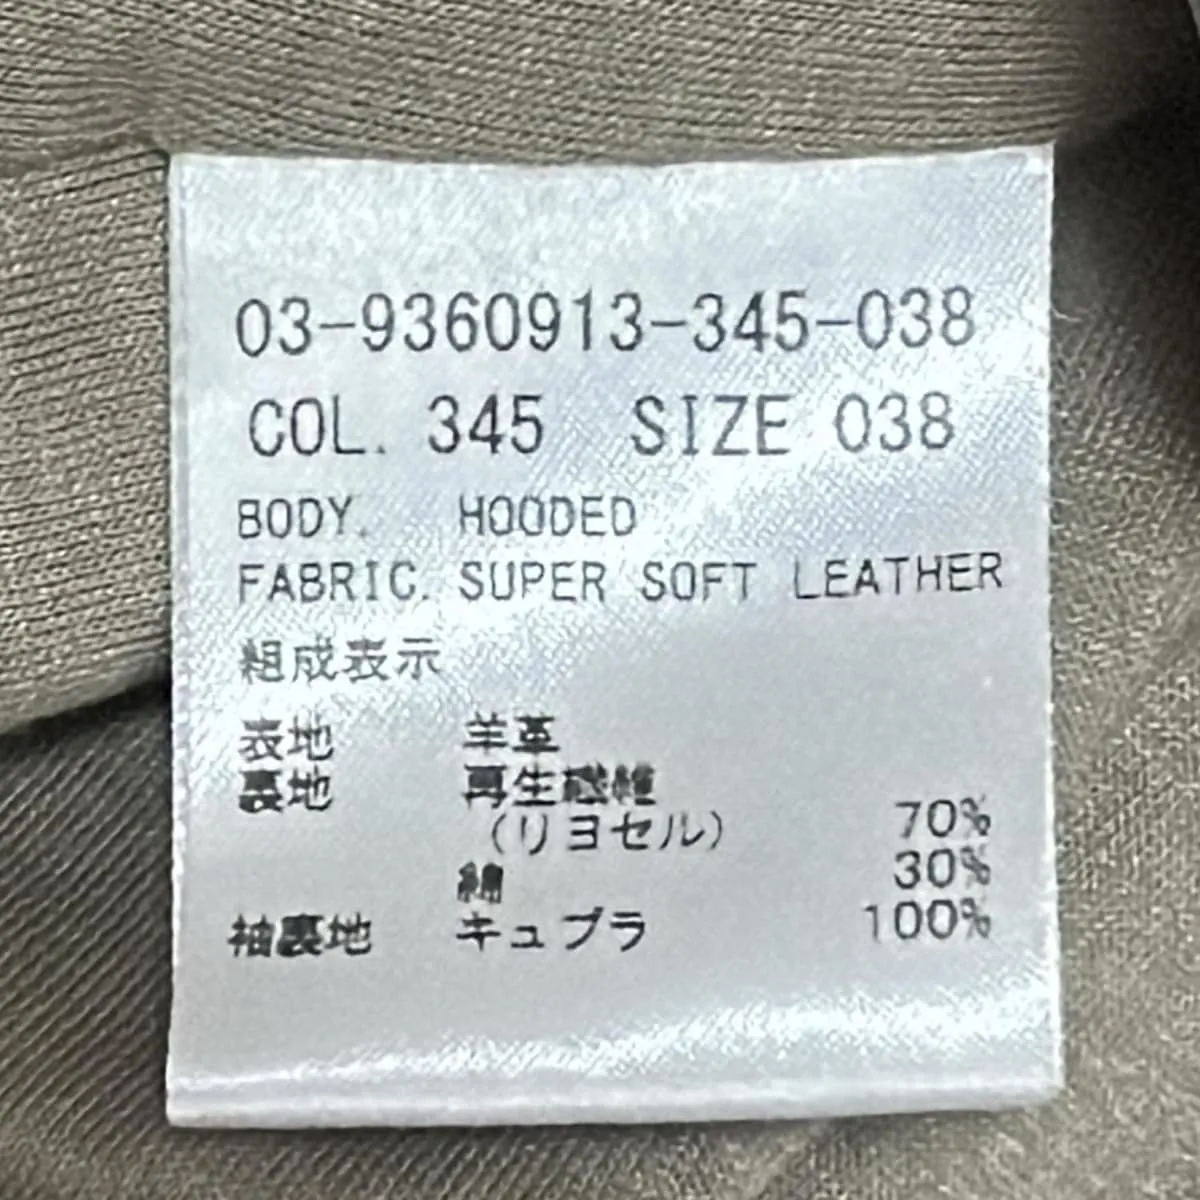 03-9360913-345-038
COL. 345 SIZE 038
BODY. HOODED
FABRIC. SUPER SOFT LEATHER
組成表示
表地 羊革
裏地 再生繊維
(リヨセル) 70%
綿 30%
袖裏地 キュプラ 100%